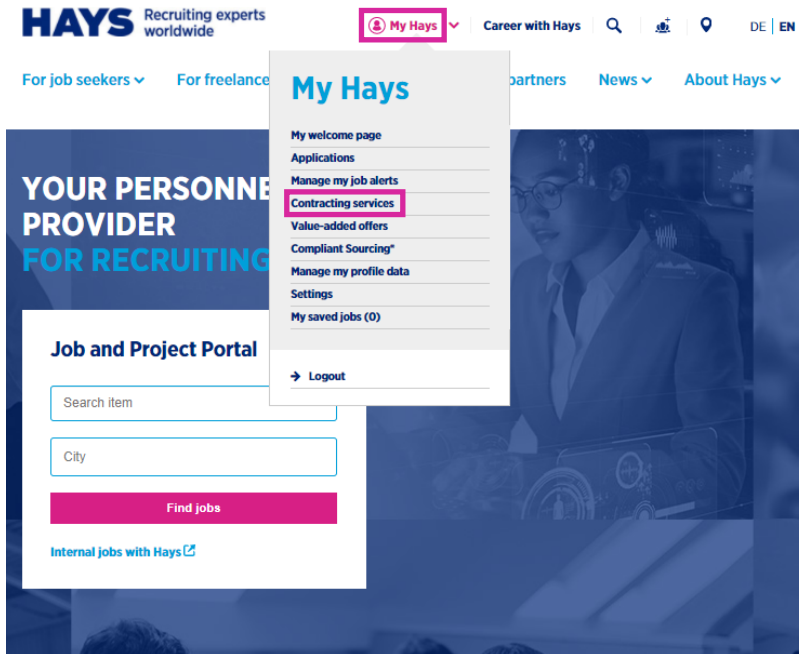 HAYS Recruiting experts
worldwide
My Hays
Career with Hays
DE | EN
For job seekers
For freelance
partners
News
About Hays
My Hays
My welcome page
Applications
Manage my job alerts
Contracting services
Value-added offers
Compliant Sourcing*
Manage my profile data
Settings
My saved jobs (0)
→ Logout
YOUR PERSONNE
PROVIDER
FOR RECRUITING
Job and Project Portal
Search item
City
Find jobs
Internal jobs with Hays